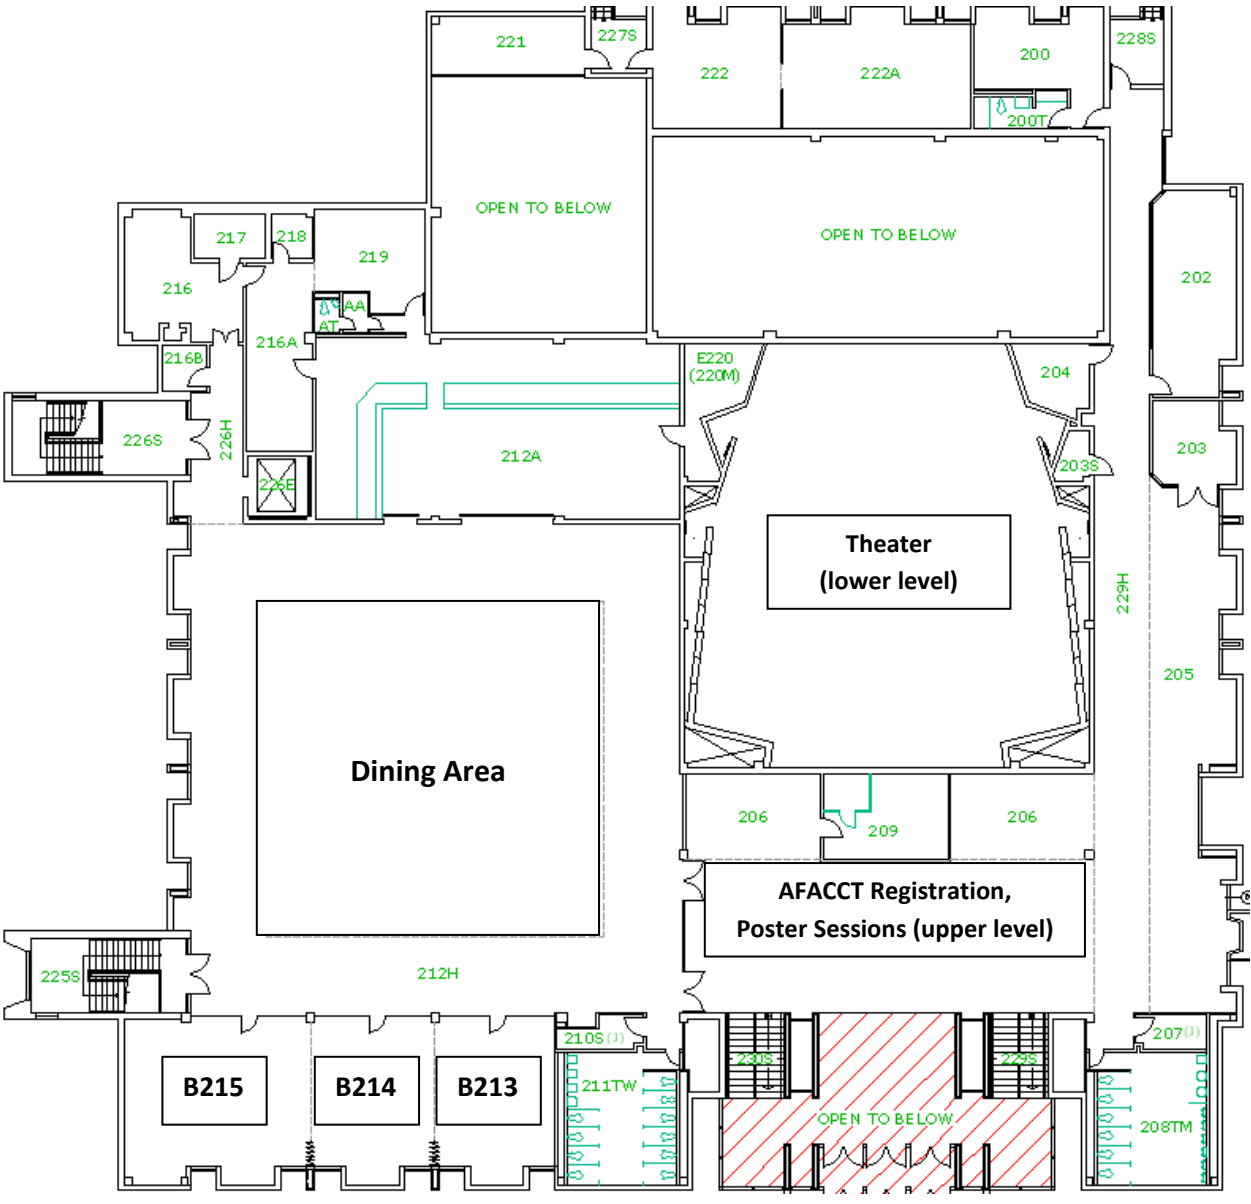 221
227S
222
222A
200
228S
200T
OPEN TO BELOW
OPEN TO BELOW
217
218
219
216
202
AA
AT
216A
216B
E220
(220M)
204
226S
226H
212A
203
203S
226E
Theater
(lower level)
229H
205
Dining Area
206
209
206
AFACCT Registration,
Poster Sessions (upper level)
225S
212H
210S(J)
207(J)
230S
229S
B215
B214
B213
211TW
OPEN TO BELOW
208TM